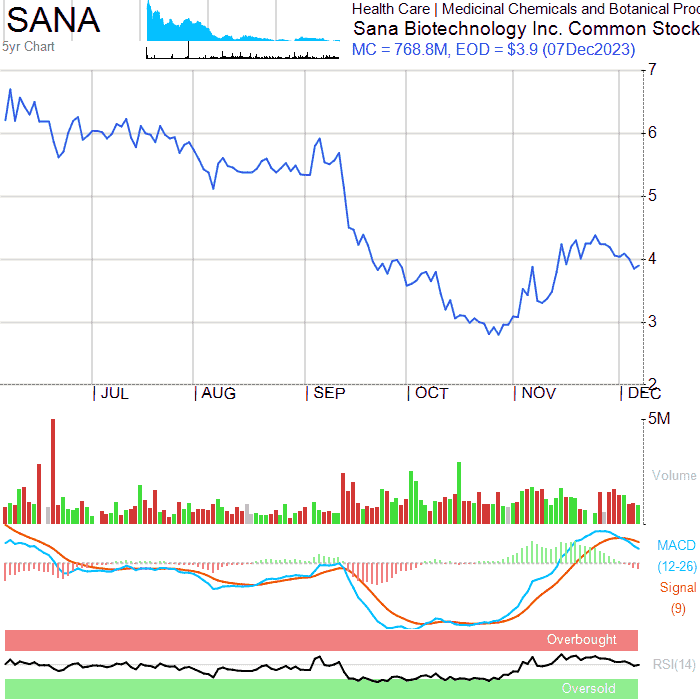 SANA
5yr Chart
Health Care | Medicinal Chemicals and Botanical Proc
Sana Biotechnology Inc. Common Stock
MC = 768.8M, EOD = $3.9 (07Dec2023)
7
6
5
4
3
2
JUL AUG SEP OCT NOV DEC
5M
Volume
MACD
(12-26)
Signal
(9)
Overbought
RSI(14)
Oversold